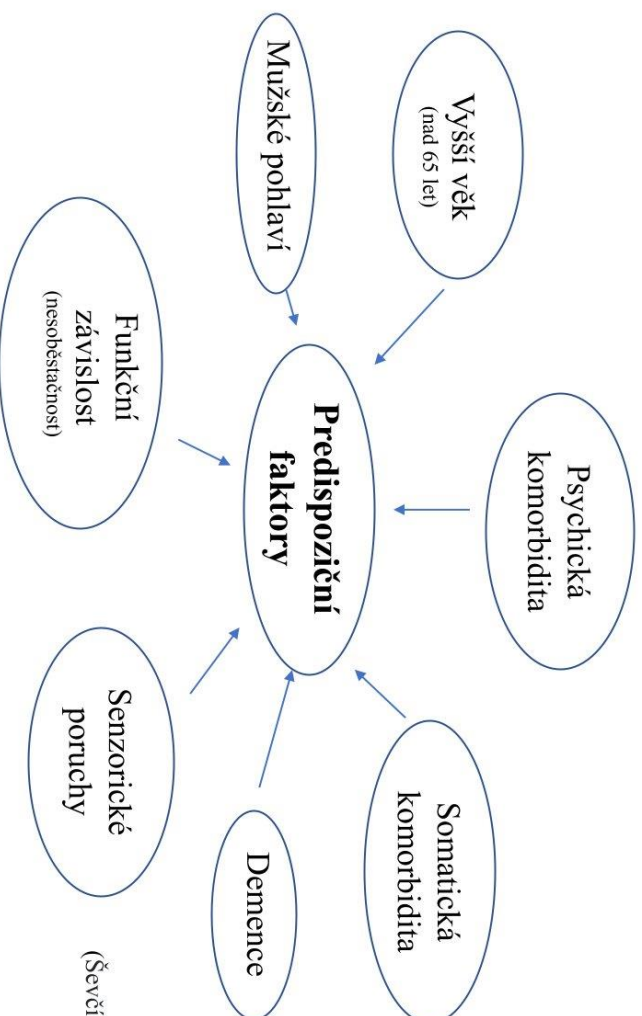 Psychická
komorbidita
Vyšší věk
(nad 65 let)
Somatická
komorbidita
Mužské pohlaví
Predispoziční
faktory
Demence
Funkční
závislost
(nesoběstačnost)
Senzorické
poruchy
(Ševčí